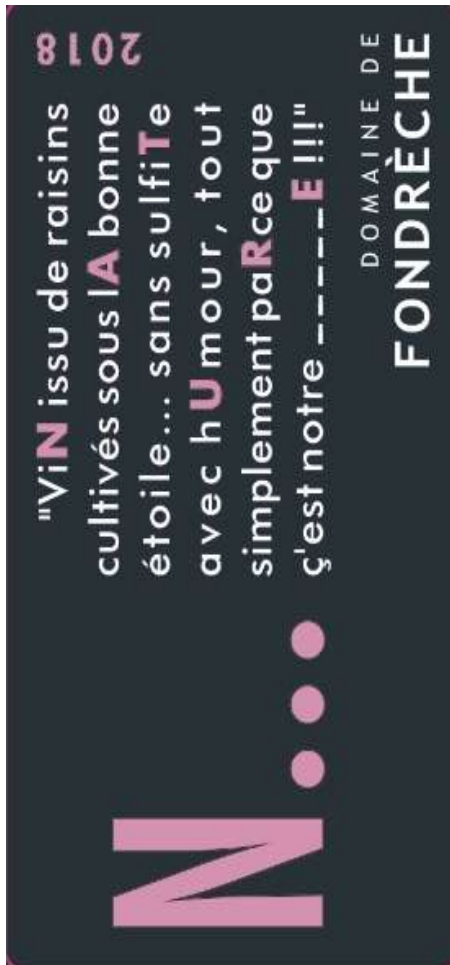 N...
"ViN issu de raisins
cultivés sous lA bonne
étoile... sans sulfiTe
avec hUmour, tout
simplement paRce que
ç'est notre ______E !!!"
2018
DOMAINE DE
FONDRÈCHE